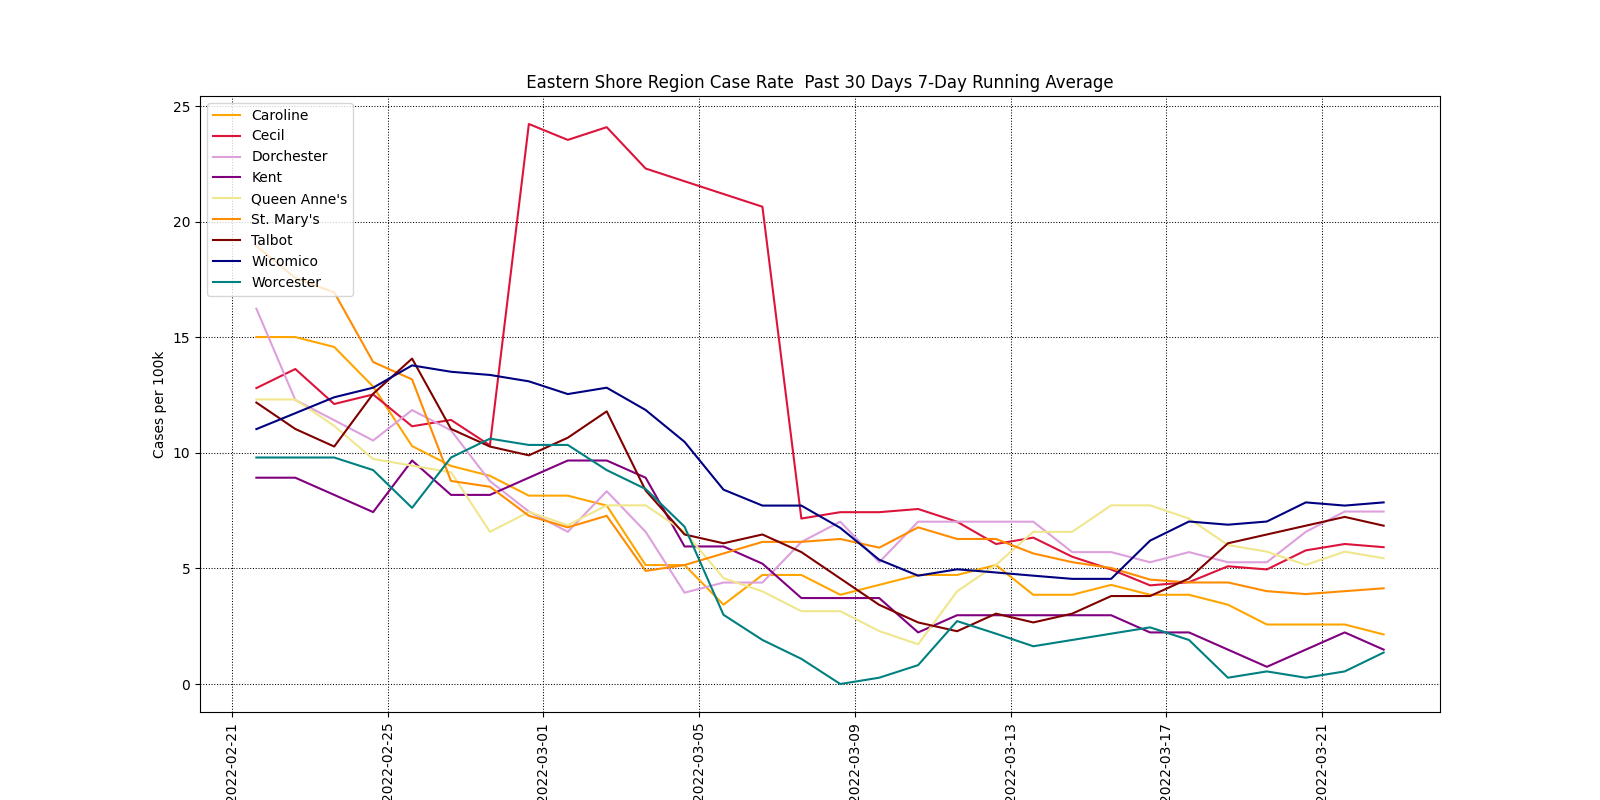 Eastern Shore Region Case Rate  Past 30 Days 7-Day Running Average
Cases per 100k
25
20
15
10
5
0
Caroline
Cecil
Dorchester
Kent
Queen Anne's
St. Mary's
Talbot
Wicomico
Worcester
2022-02-21
2022-02-25
2022-03-01
2022-03-05
2022-03-09
2022-03-13
2022-03-17
2022-03-21